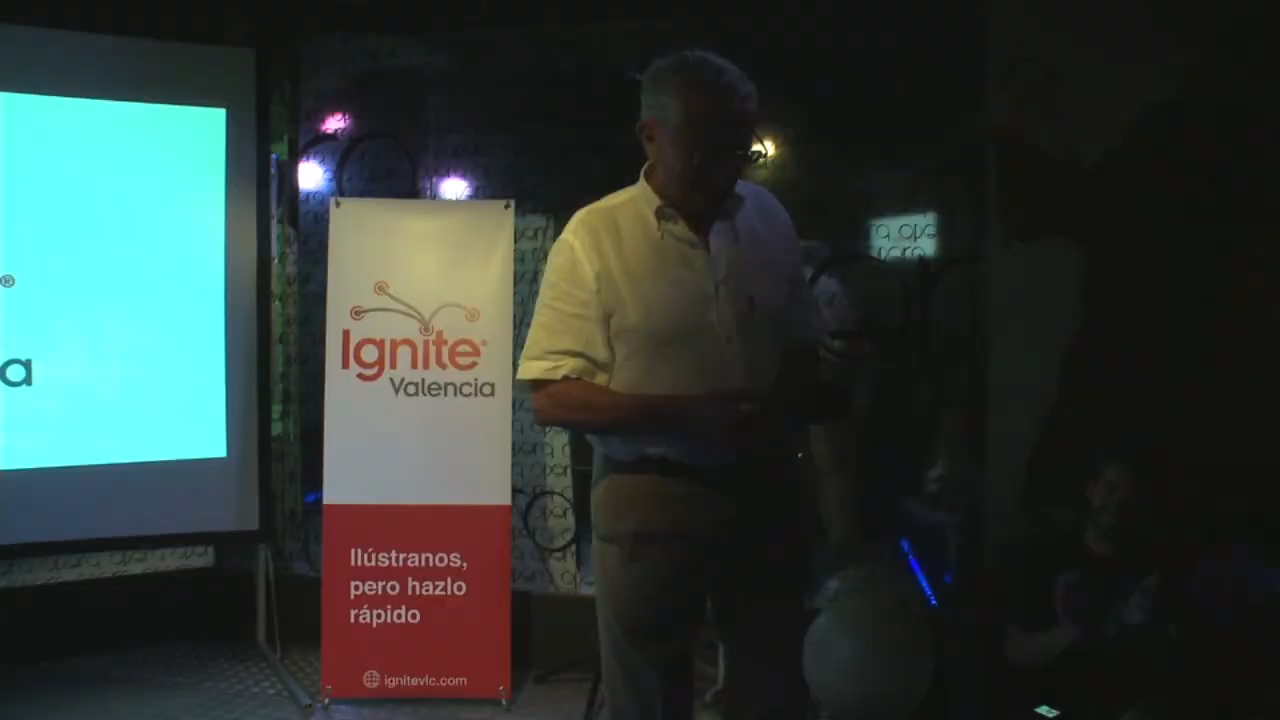 ®
a
Ignite®
Valencia
Ilústranos,
pero hazlo
rápido
ignitevlc.com